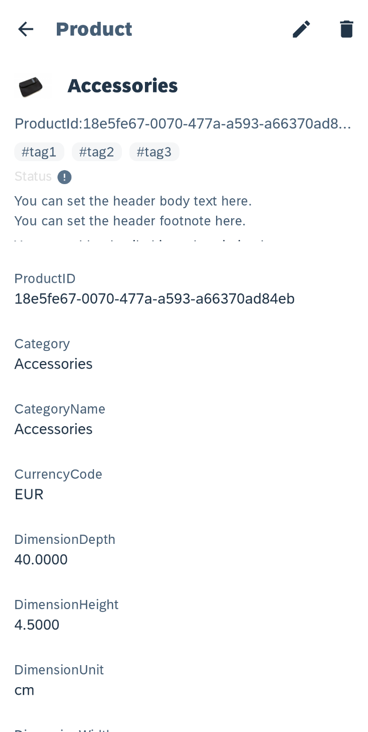 Product
Accessories
ProductId:18e5fe67-0070-477a-a593-a66370ad8...
#tag1 #tag2 #tag3
Status
You can set the header body text here.
You can set the header footnote here.
ProductID
18e5fe67-0070-477a-a593-a66370ad84eb
Category
Accessories
CategoryName
Accessories
CurrencyCode
EUR
DimensionDepth
40.0000
DimensionHeight
4.5000
DimensionUnit
cm